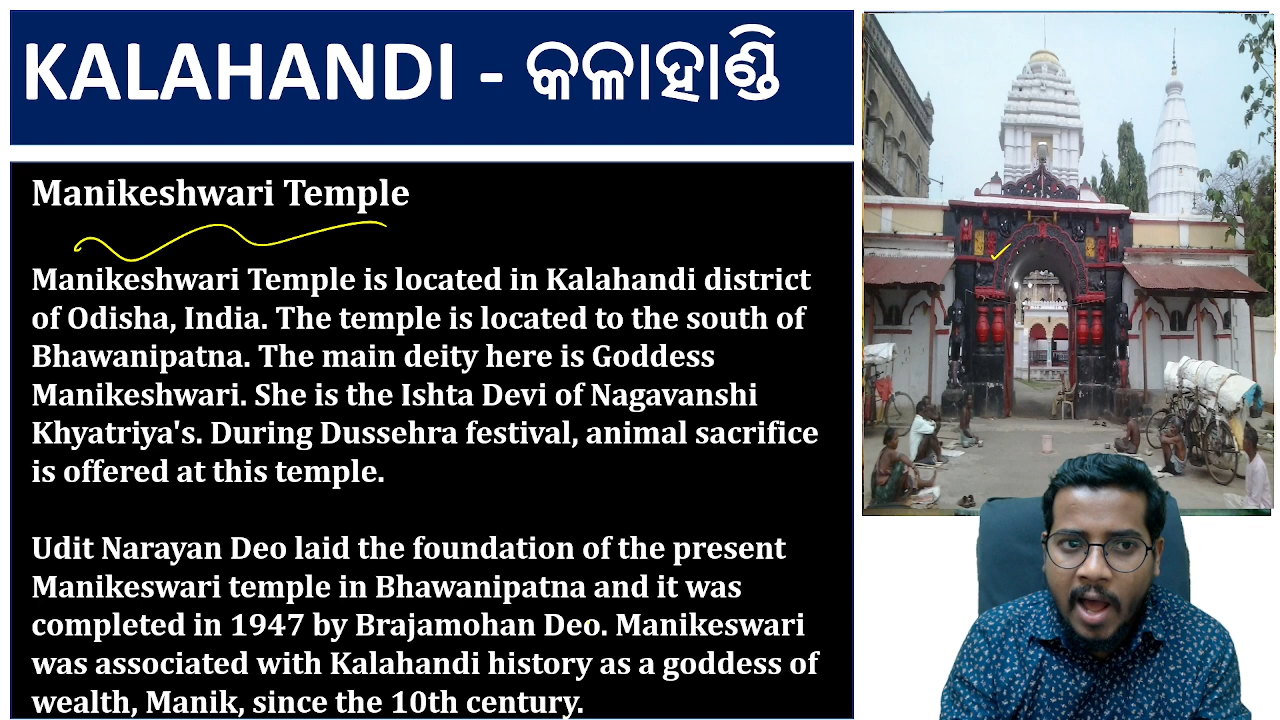 KALAHANDI - କଳାହାଣ୍ଡି
Manikeshwari Temple
Manikeshwari Temple is located in Kalahandi district
of Odisha, India. The temple is located to the south of
Bhawanipatna. The main deity here is Goddess
Manikeshwari. She is the Ishta Devi of Nagavanshi
Khyatriya's. During Dussehra festival, animal sacrifice
is offered at this temple.
Udit Narayan Deo laid the foundation of the present
Manikeswari temple in Bhawanipatna and it was
completed in 1947 by Brajamohan Deo. Manikeswari
was associated with Kalahandi history as a goddess of
wealth, Manik, since the 10th century.